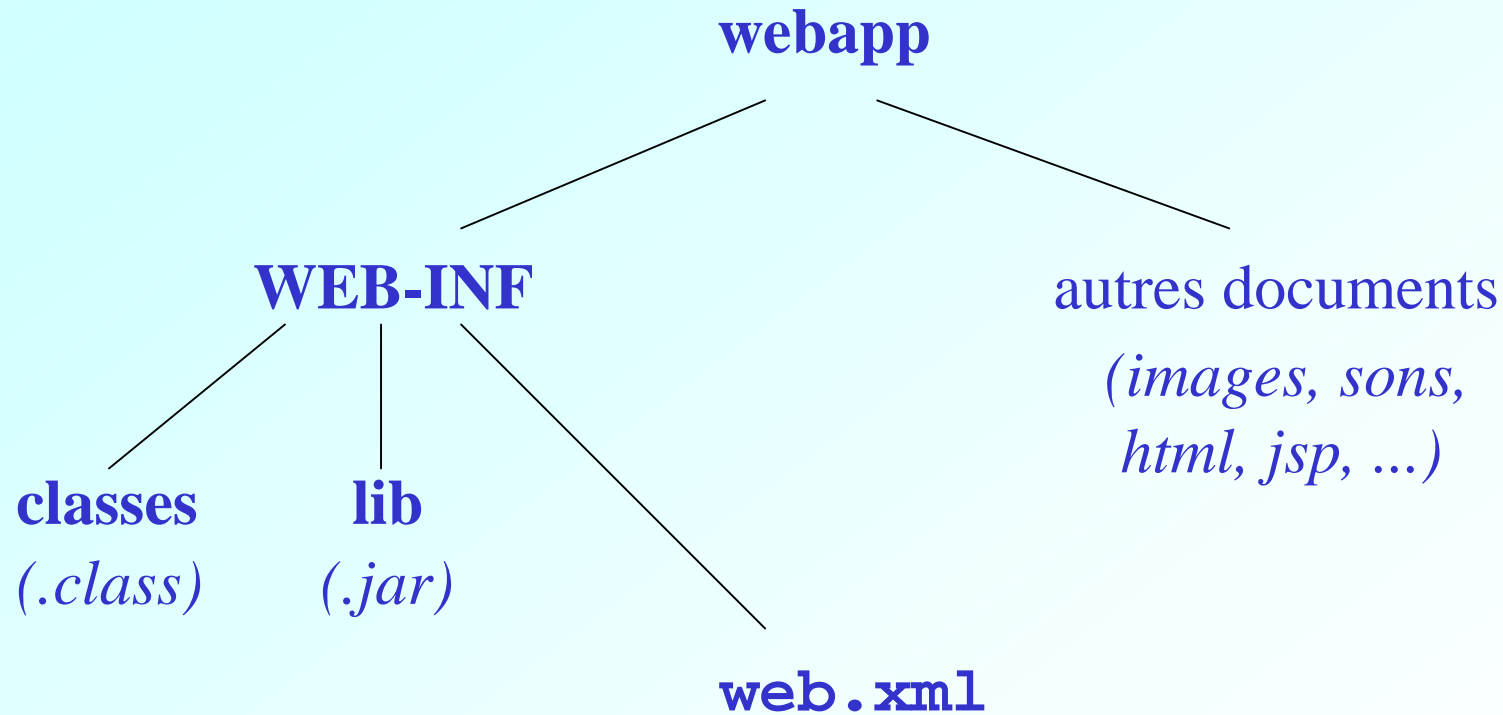 webapp
WEB-INF
autres documents
(images, sons,
html, jsp, ...)
classes
lib
(.class)
(.jar)
web.xml